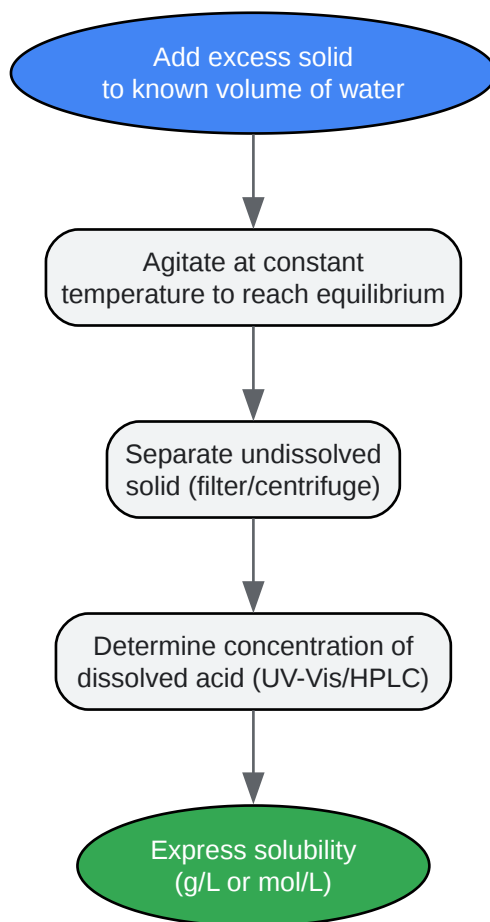 Add excess solid
to known volume of water
Agitate at constant
temperature to reach equilibrium
Separate undissolved
solid (filter/centrifuge)
Determine concentration of
dissolved acid (UV-Vis/HPLC)
Express solubility
(g/L or mol/L)